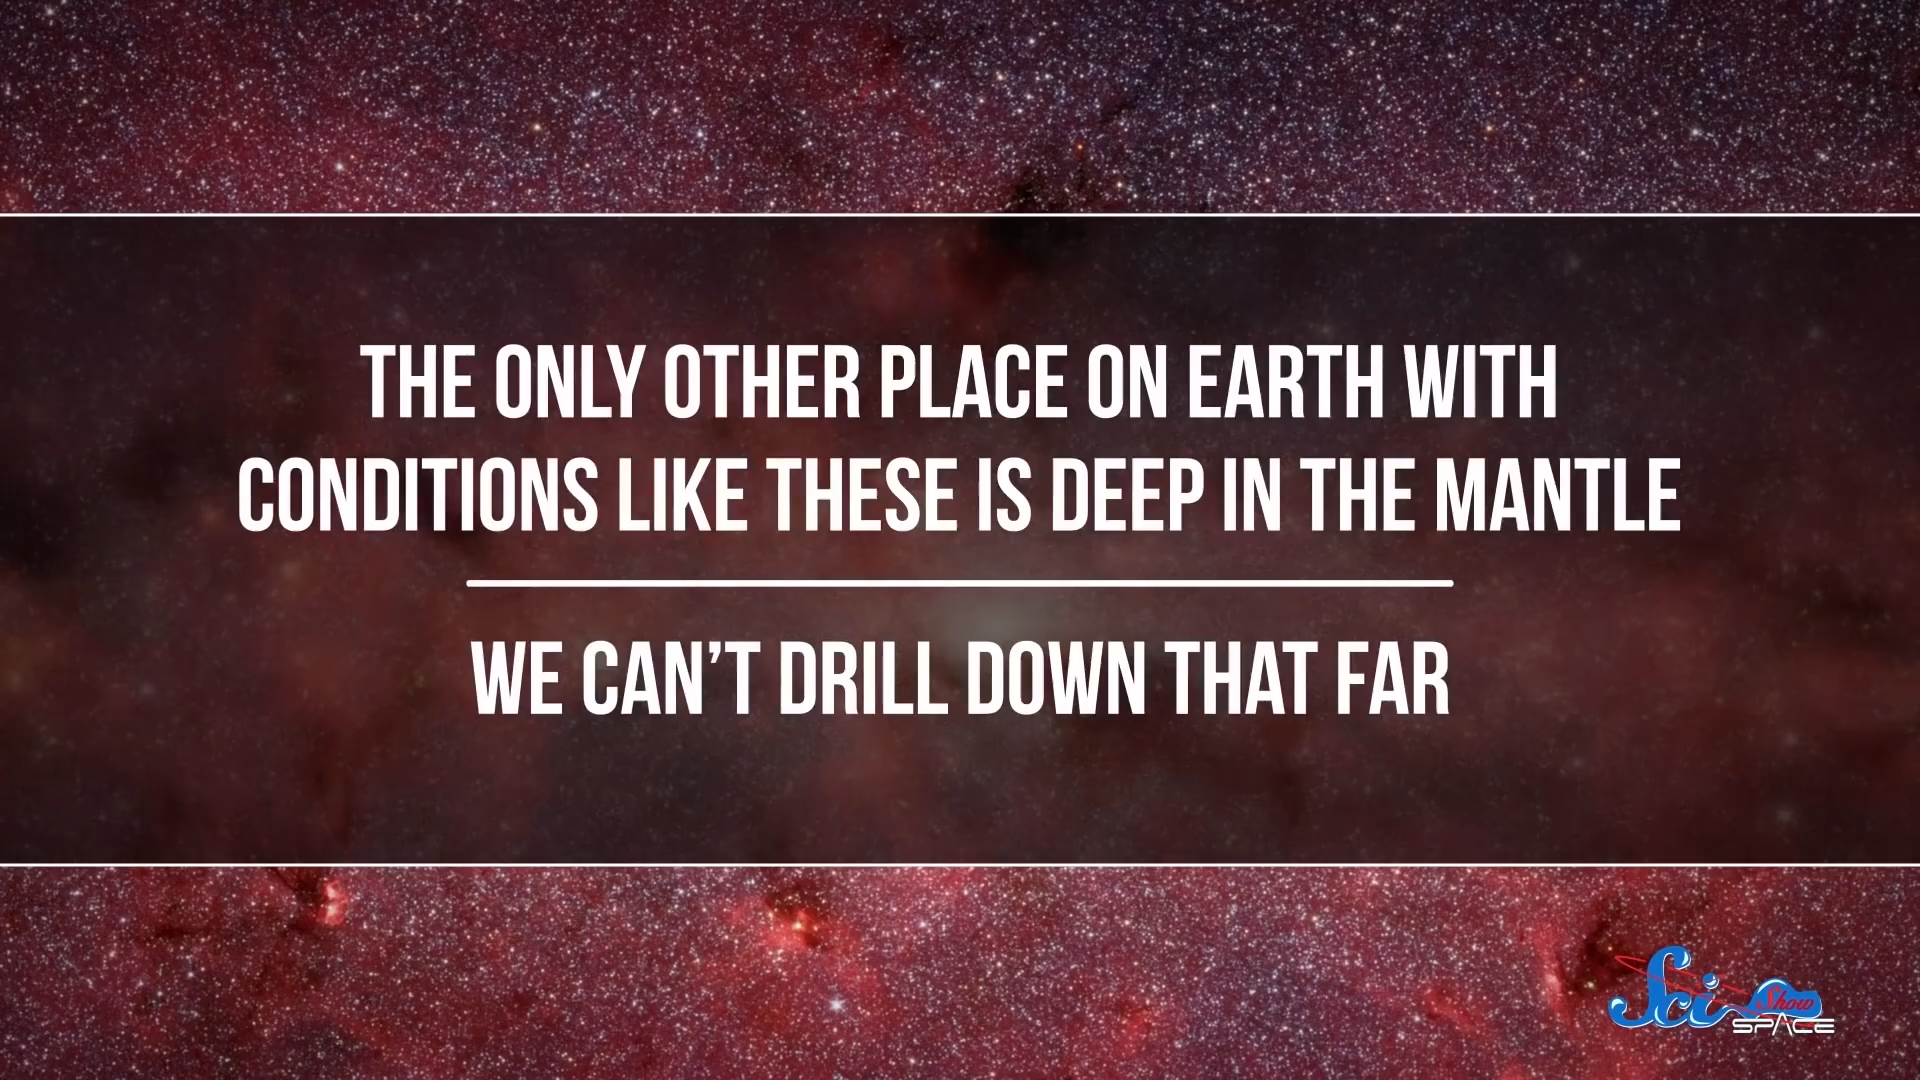 THE ONLY OTHER PLACE ON EARTH WITH
CONDITIONS LIKE THESE IS DEEP IN THE MANTLE
WE CAN’T DRILL DOWN THAT FAR
Sci Show
SPACE